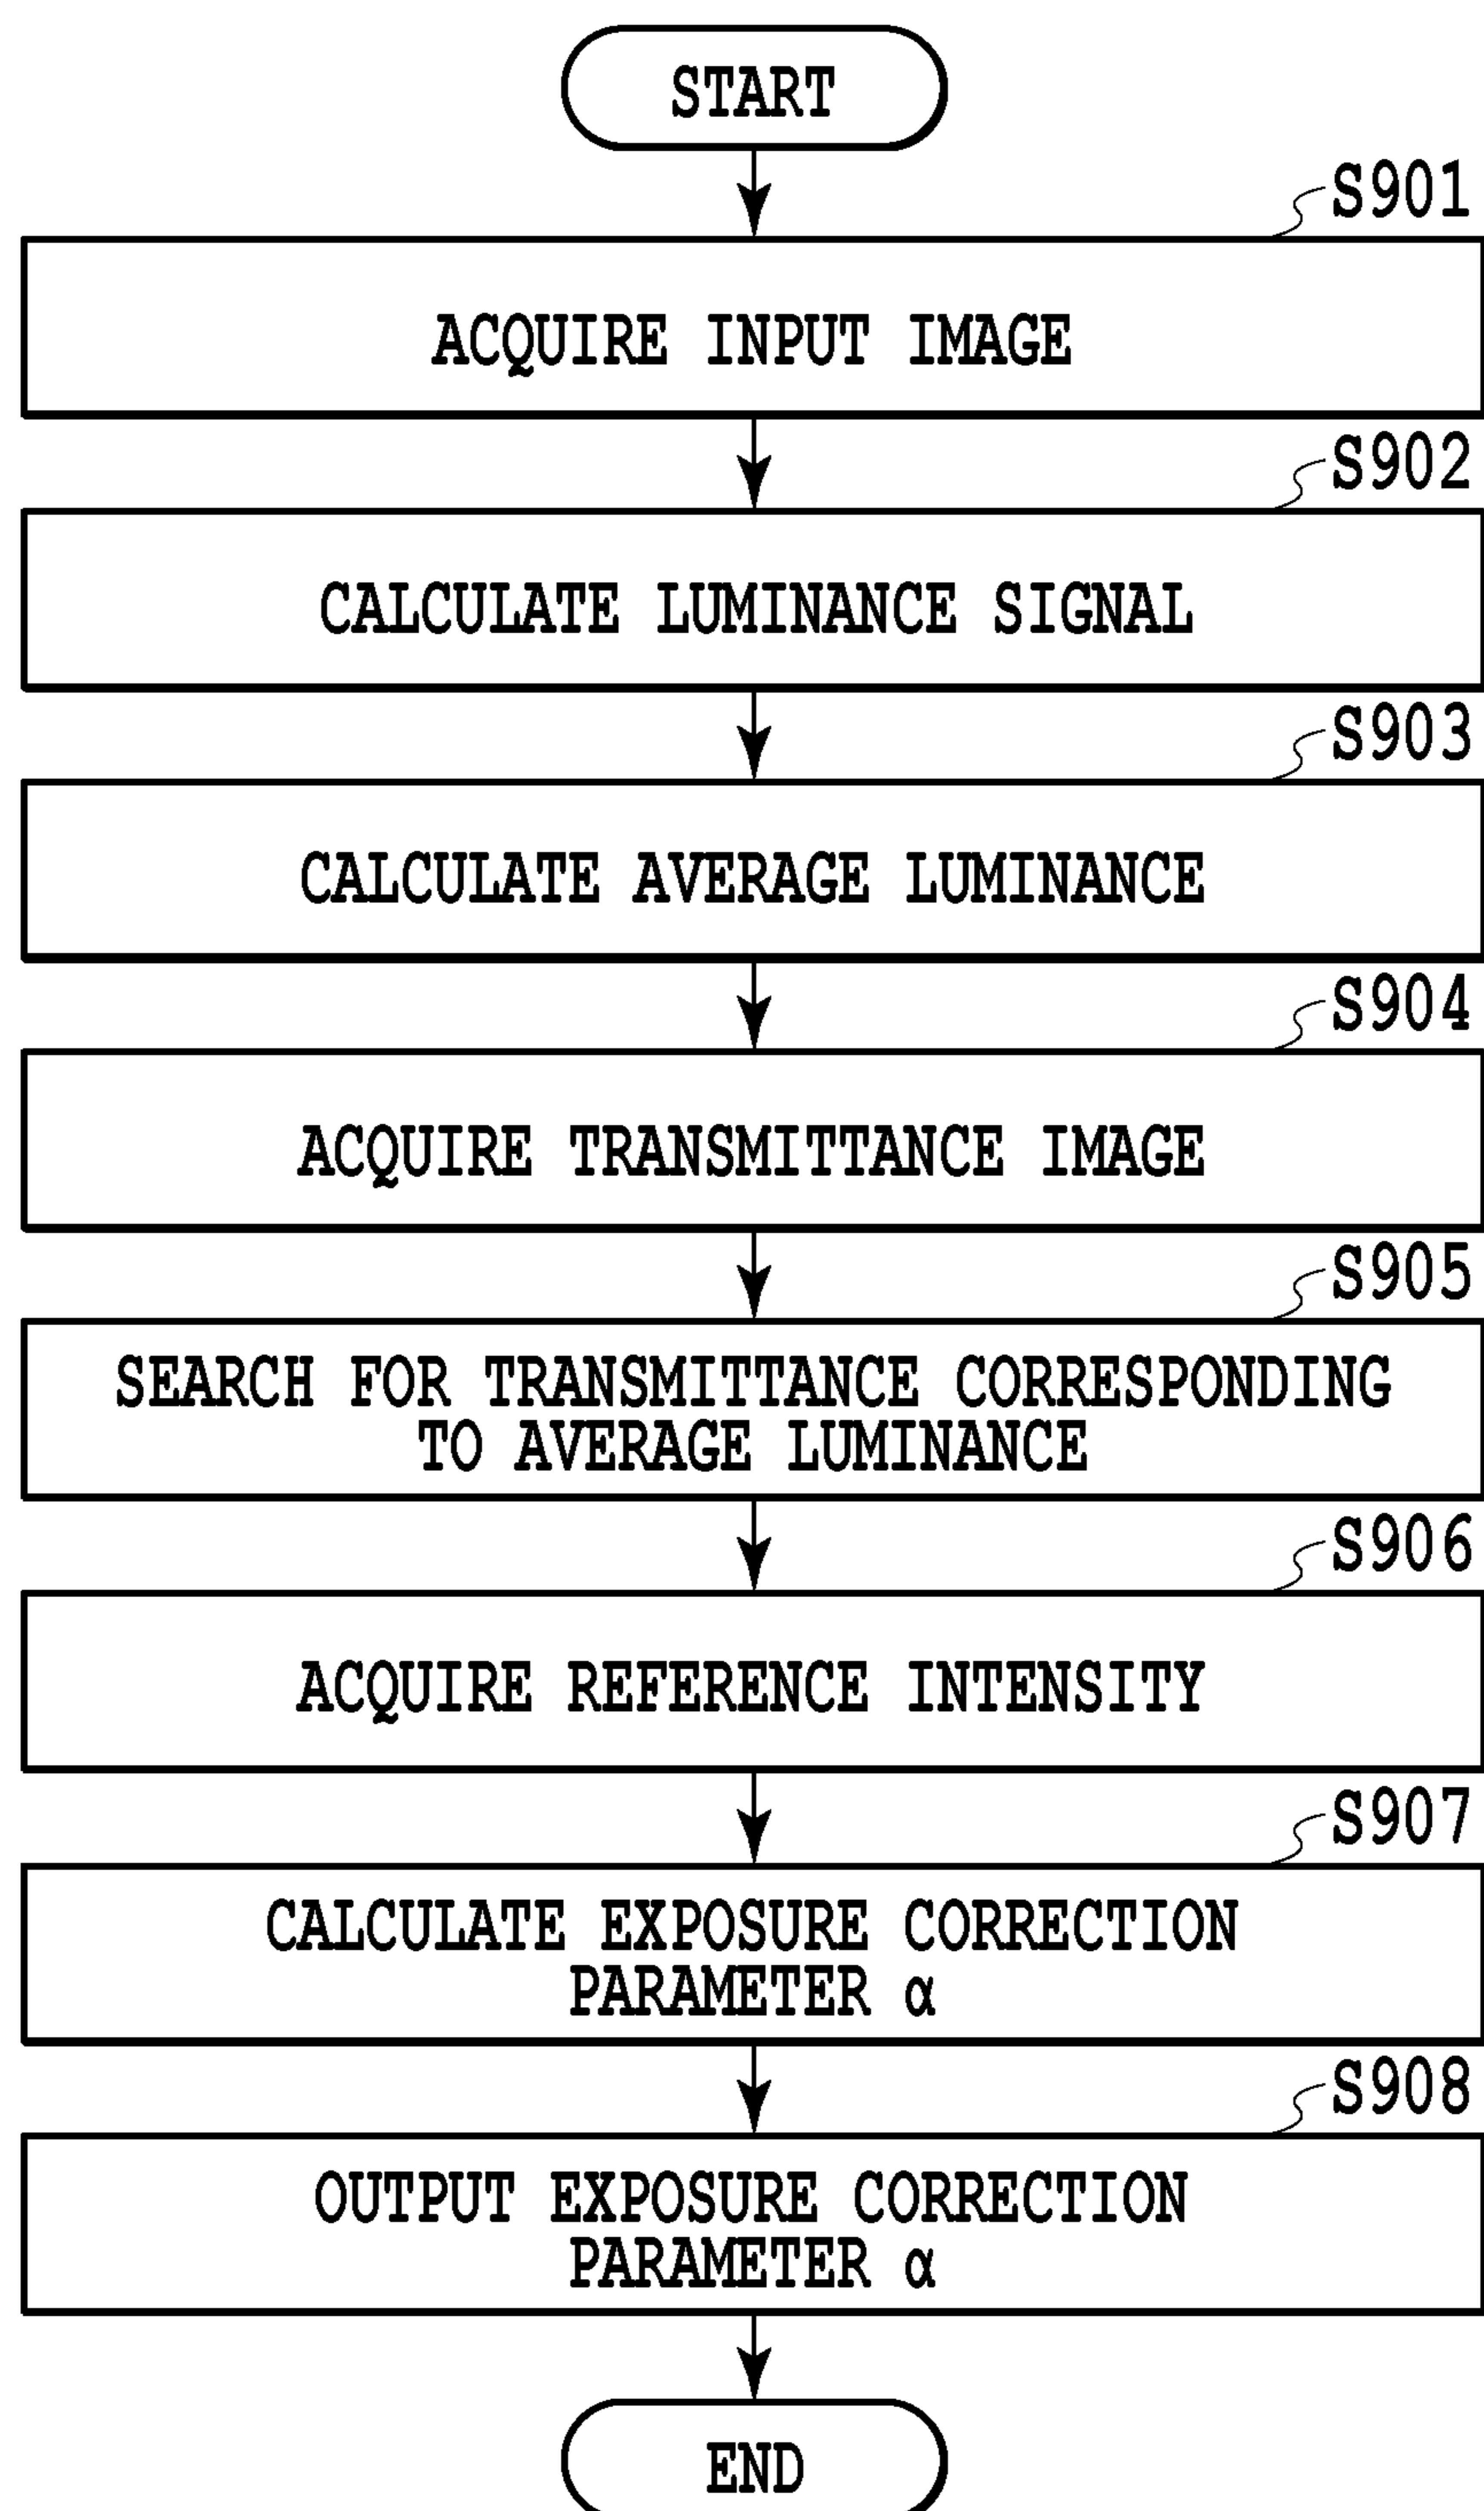 START
S901
ACQUIRE INPUT IMAGE
S902
CALCULATE LUMINANCE SIGNAL
S903
CALCULATE AVERAGE LUMINANCE
S904
ACQUIRE TRANSMITTANCE IMAGE
S905
SEARCH FOR TRANSMITTANCE CORRESPONDING
TO AVERAGE LUMINANCE
S906
ACQUIRE REFERENCE INTENSITY
S907
CALCULATE EXPOSURE CORRECTION
PARAMETER α
S908
OUTPUT EXPOSURE CORRECTION
PARAMETER α
END